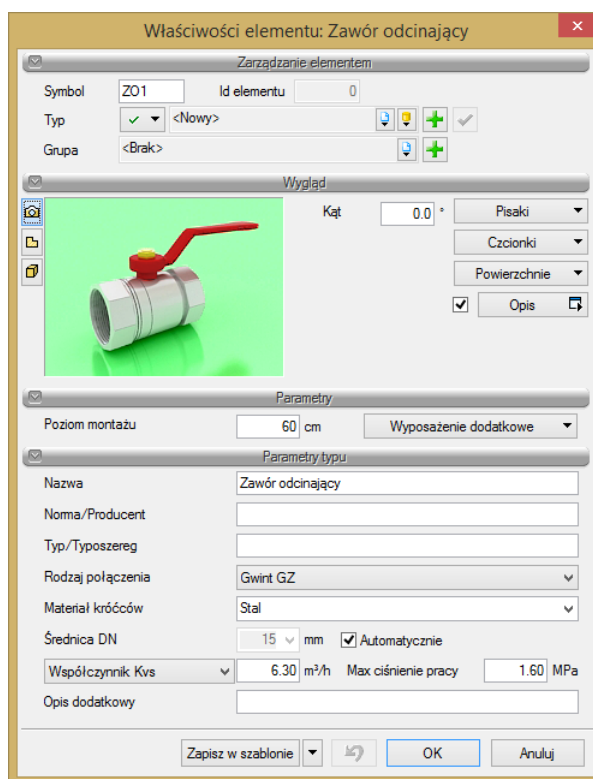 Właściwości elementu: Zawór odcinający
Zarządzanie elementem
Symbol ZO1 Id elementu 0
Typ <Nowy>
Grupa <Brak>
Wygląd
Kąt 0.0 ° Pisaki
Czcionki
Powierzchnie
Opis
Parametry
Poziom montażu 60 cm Wyposażenie dodatkowe
Parametry typu
Nazwa Zawór odcinający
Norma/Producent
Typ/Typoszereg
Rodzaj połączenia Gwint GZ
Materiał króćców Stal
Średnica DN 15 mm Automatycznie
Współczynnik Kvs 6.30 m³/h Max ciśnienie pracy 1.60 MPa
Opis dodatkowy
Zapisz w szablonie OK Anuluj